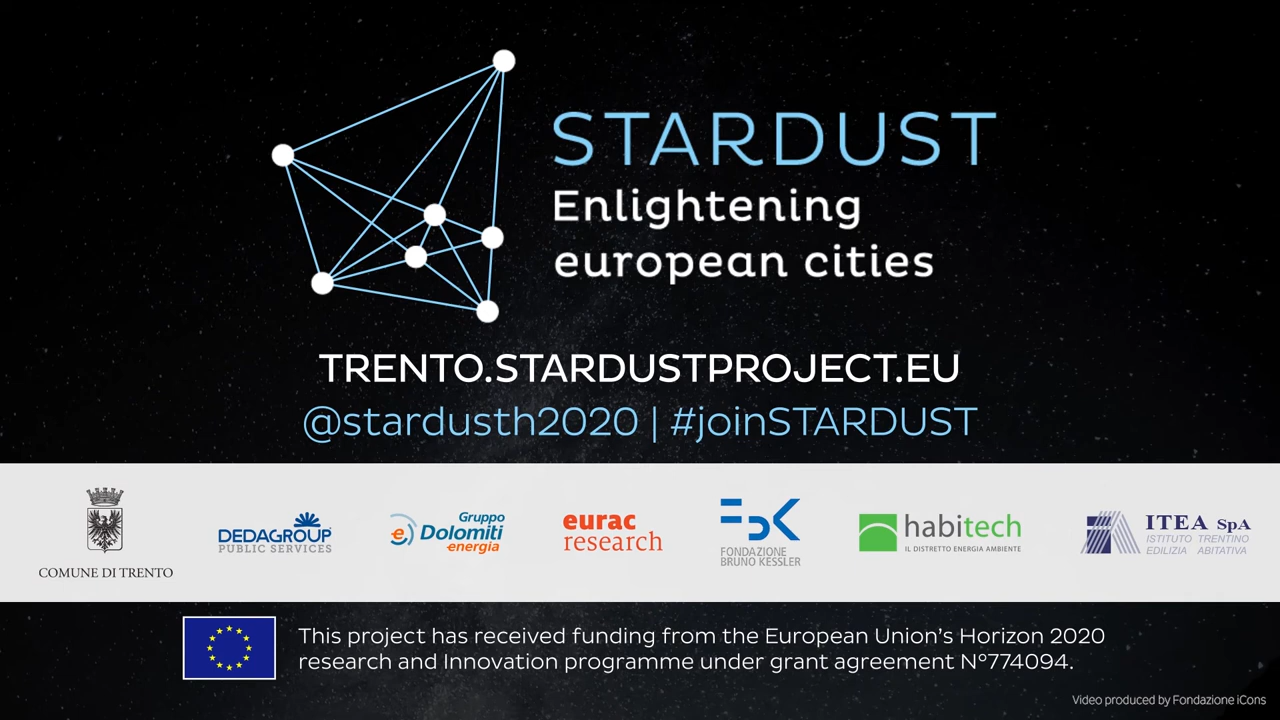 STARDUST
Enlightening
european cities
TRENTO.STARDUSTPROJECT.EU
@stardusth2020 | #joinSTARDUST
COMUNE DI TRENTO
DEDAGROUP
PUBLIC SERVICES
e
Gruppo
Dolomiti
energia
eurac
research
FBK
FONDAZIONE
BRUNO KESSLER
habitech
IL DISTRETTO ENERGIA AMBIENTE
ITEA SpA
ISTITUTO TRENTINO
EDILIZIA ABITATIVA
This project has received funding from the European Union's Horizon 2020
research and Innovation programme under grant agreement N°774094.
Video produced by Fondazione iCons